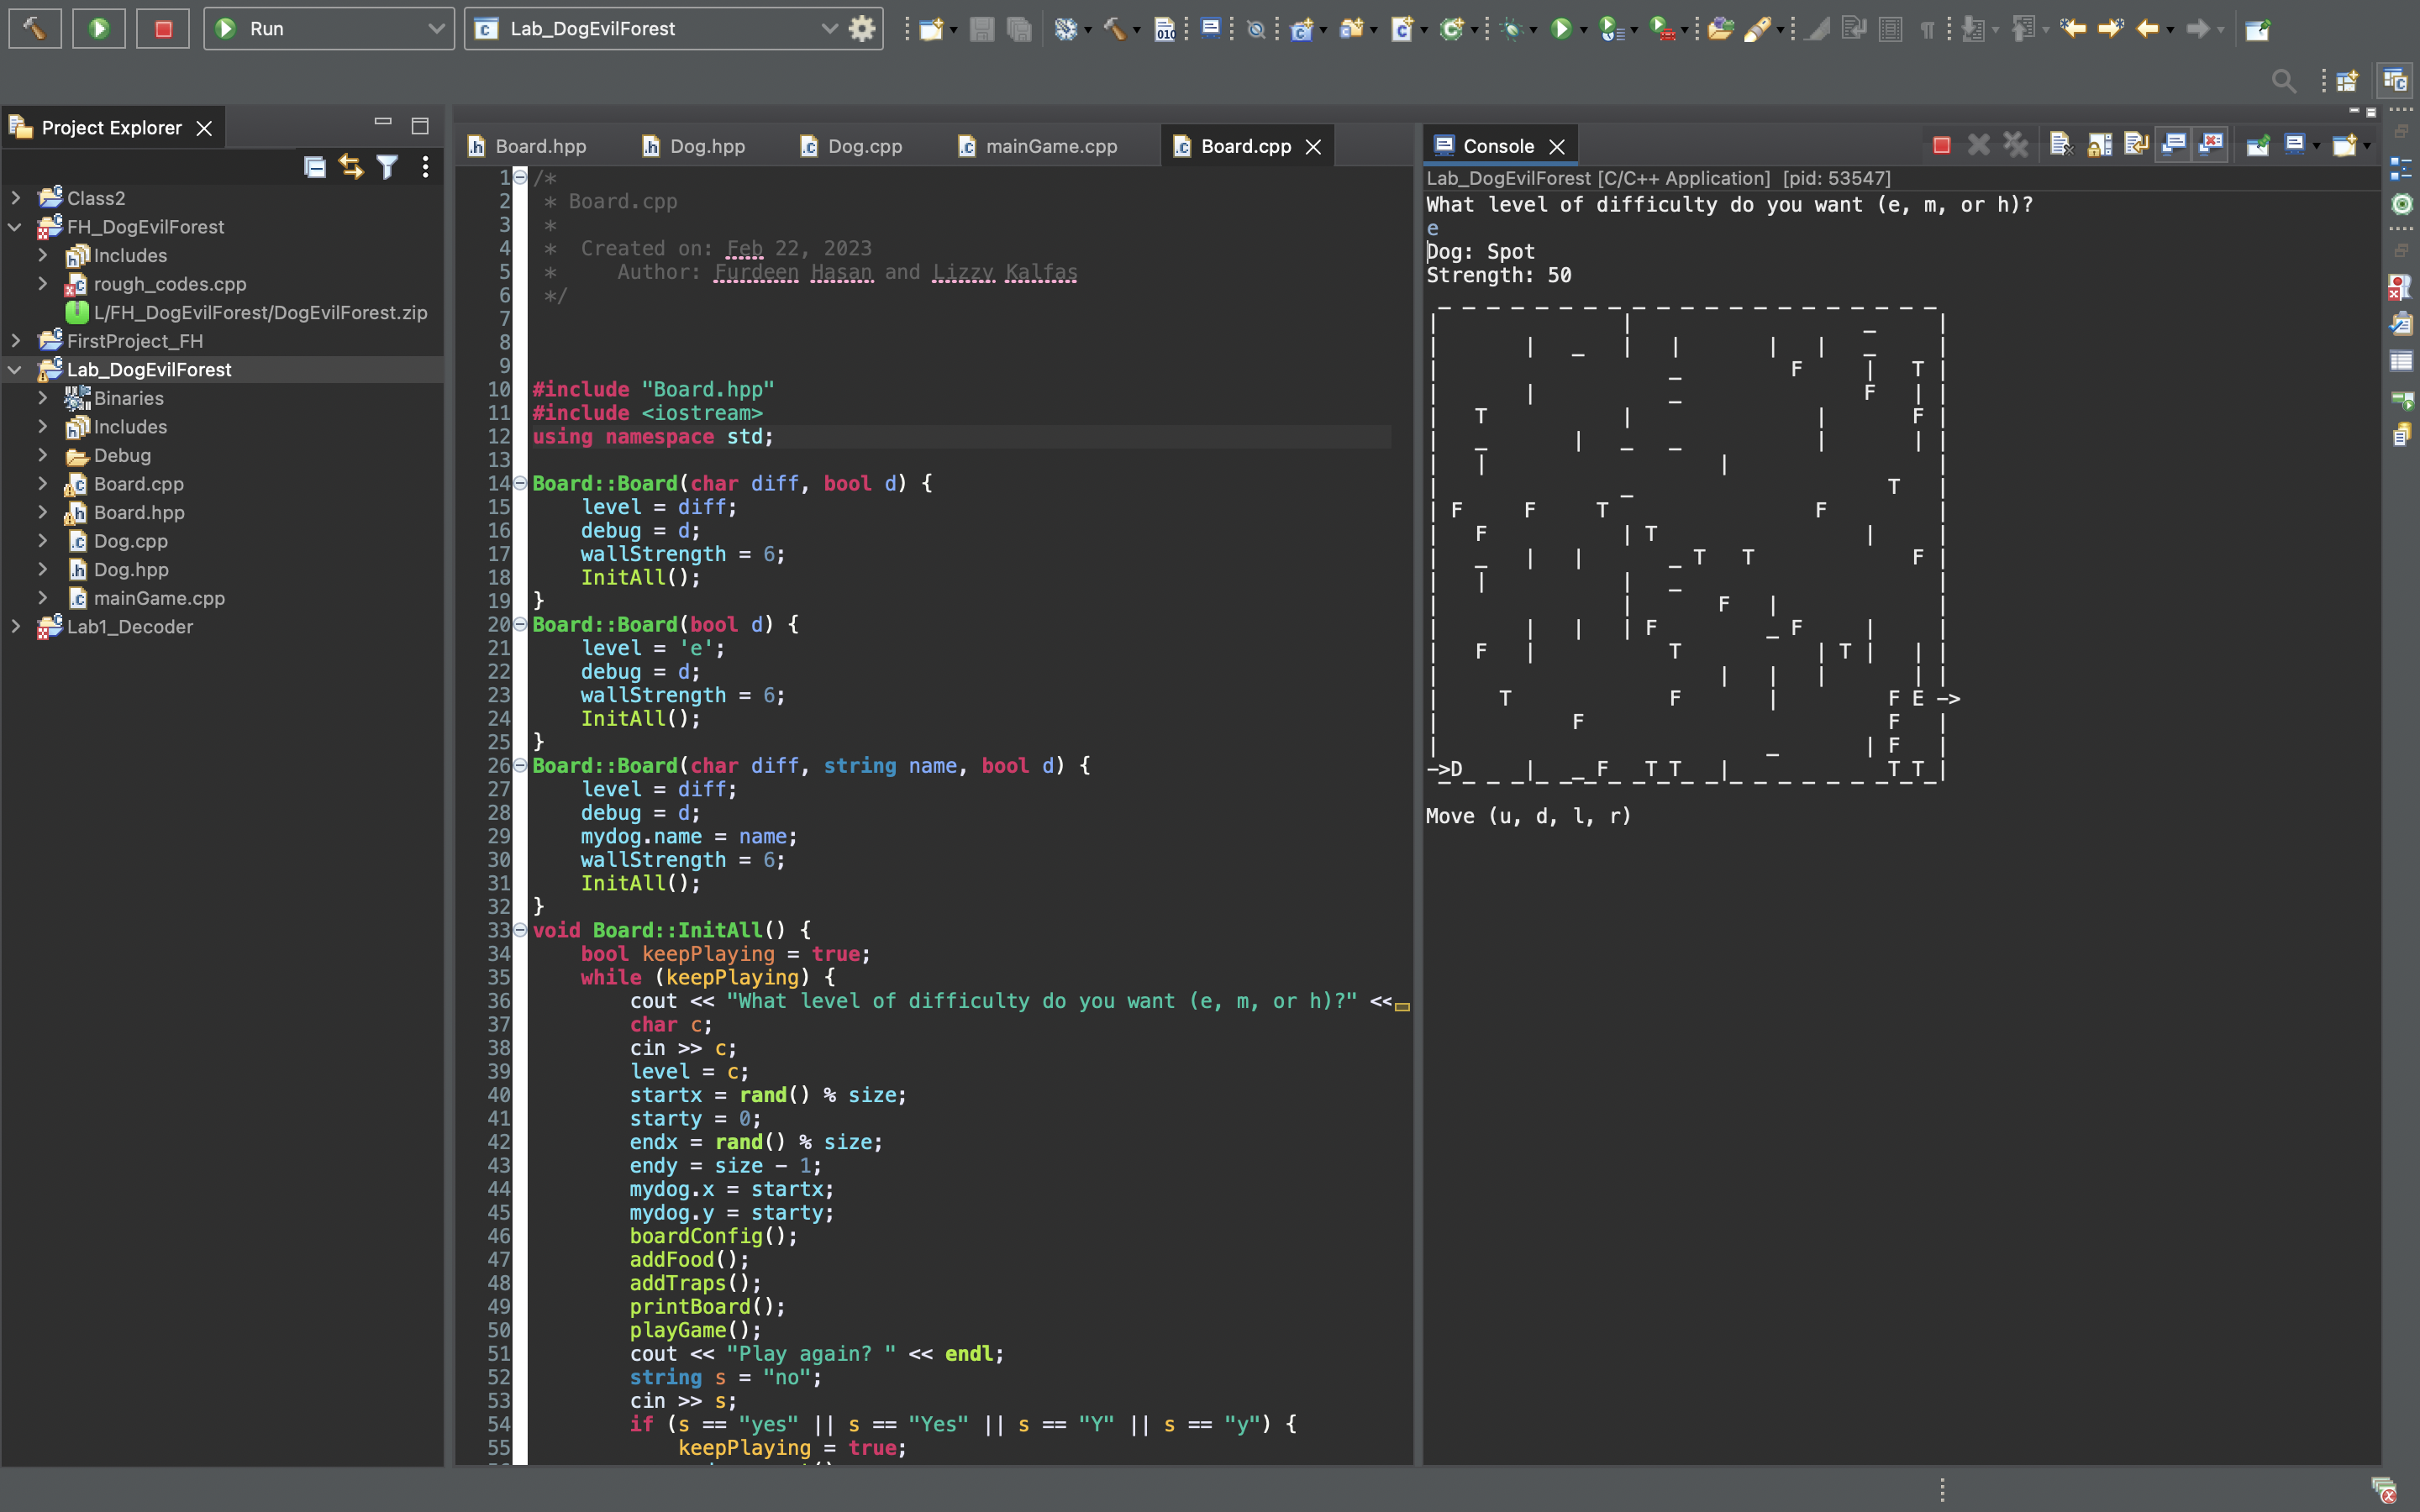 Run
Lab_DogEvilForest
Project Explorer
Class2
FH_DogEvilForest
Includes
rough_codes.cpp
L/FH_DogEvilForest/DogEvilForest.zip
FirstProject_FH
Lab_DogEvilForest
Binaries
Includes
Debug
Board.cpp
Board.hpp
Dog.cpp
Dog.hpp
mainGame.cpp
Lab1_Decoder
Board.hpp
Dog.hpp
Dog.cpp
mainGame.cpp
Board.cpp
1 /*
2  * Board.cpp
3  *
4  *  Created on: Feb 22, 2023
5  *     Author: Furdeen Hasan and Lizzy Kalfas
6  */
7
8
9
10 #include "Board.hpp"
11 #include <iostream>
12 using namespace std;
13
14 Board::Board(char diff, bool d) {
15     level = diff;
16     debug = d;
17     wallStrength = 6;
18     InitAll();
19 }
20 Board::Board(bool d) {
21     level = 'e';
22     debug = d;
23     wallStrength = 6;
24     InitAll();
25 }
26 Board::Board(char diff, string name, bool d) {
27     level = diff;
28     debug = d;
29     mydog.name = name;
30     wallStrength = 6;
31     InitAll();
32 }
33 void Board::InitAll() {
34     bool keepPlaying = true;
35     while (keepPlaying) {
36         cout << "What level of difficulty do you want (e, m, or h)?" <<
37         char c;
38         cin >> c;
39         level = c;
40         startx = rand() % size;
41         starty = 0;
42         endx = rand() % size;
43         endy = size - 1;
44         mydog.x = startx;
45         mydog.y = starty;
46         boardConfig();
47         addFood();
48         addTraps();
49         printBoard();
50         playGame();
51         cout << "Play again? " << endl;
52         string s = "no";
53         cin >> s;
54         if (s == "yes" || s == "Yes" || s == "Y" || s == "y") {
55             keepPlaying = true;
Console
Lab_DogEvilForest [C/C++ Application] [pid: 53547]
What level of difficulty do you want (e, m, or h)?
e
Dog: Spot
Strength: 50
_ _ _ _ _ _ _ _ _ _ _ _ _ _ _ _ _ _ _ _ _
|       |         _  |
|   | _ | |   | | _  |
|         _    F  | T |
|   |     _       F | |
| T     |       |   F |
| _   | _ _     |   | |
| |         |        |
|       _          T |
| F  F  T        F   |
| F     | T       |  |
| _ | |   _ T T     F |
| |     | _          |
|       |   F |      |
|   | | | F   _ F |  |
| F |     T     | T | | |
|           | | |   | |
|  T      F   |    F E ->
|     F            F |
|             _   | F |
->D_ _ _ |_ _ _F_ _T_T_ _|_ _ _ _ _ _ _T_T_|
Move (u, d, l, r)